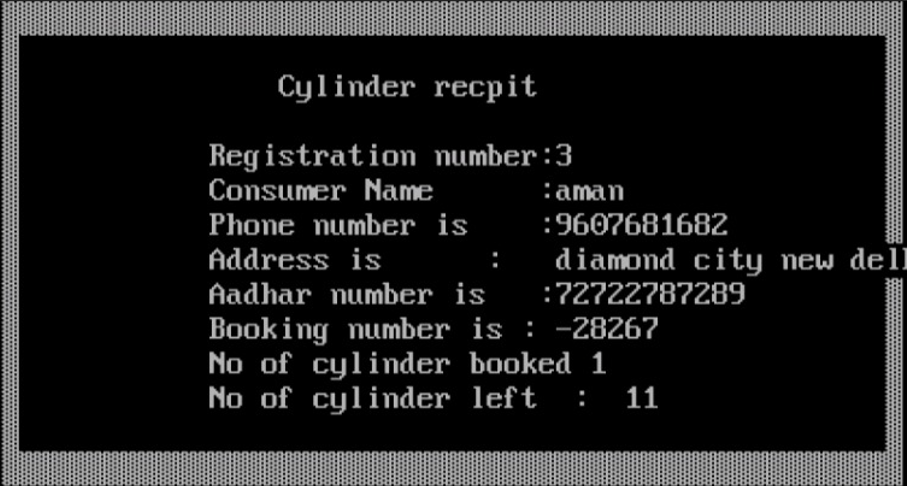 Cylinder recpit
Registration number:3
Consumer Name :aman
Phone number is :9607681682
Address is : diamond city new del
Aadhar number is :72722787289
Booking number is : -28267
No of cylinder booked 1
No of cylinder left : 11